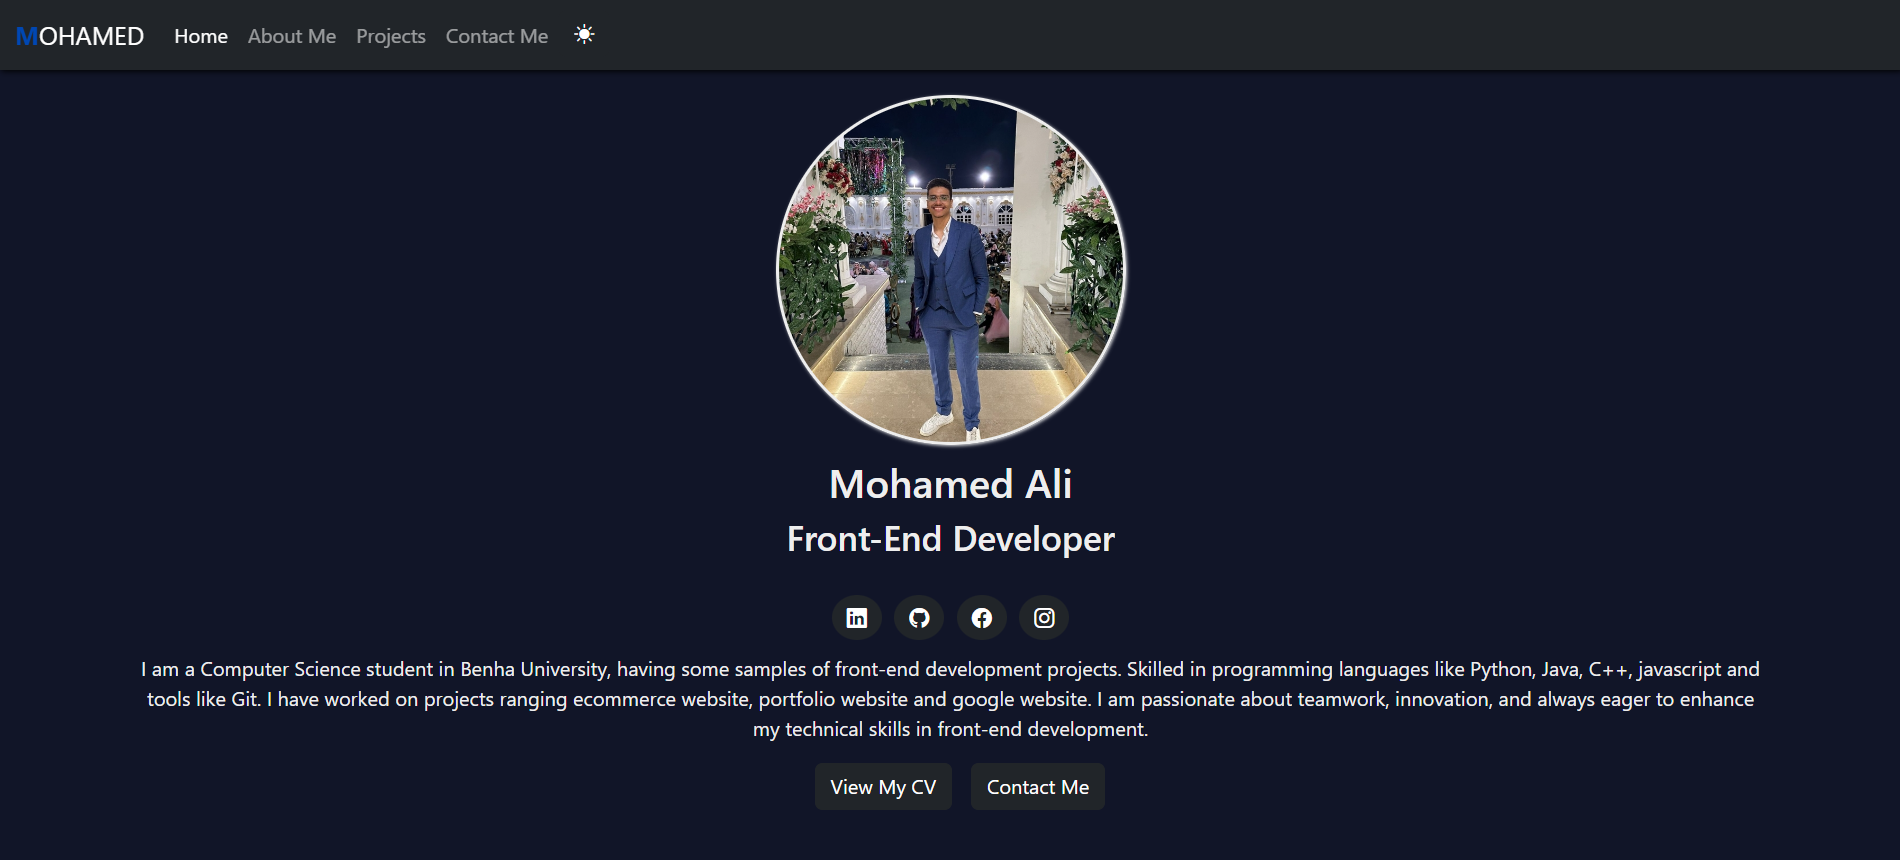 MOHAMED Home About Me Projects Contact Me
Mohamed Ali
Front-End Developer
I am a Computer Science student in Benha University, having some samples of front-end development projects. Skilled in programming languages like Python, Java, C++, javascript and
tools like Git. I have worked on projects ranging ecommerce website, portfolio website and google website. I am passionate about teamwork, innovation, and always eager to enhance
my technical skills in front-end development.
View My CV Contact Me